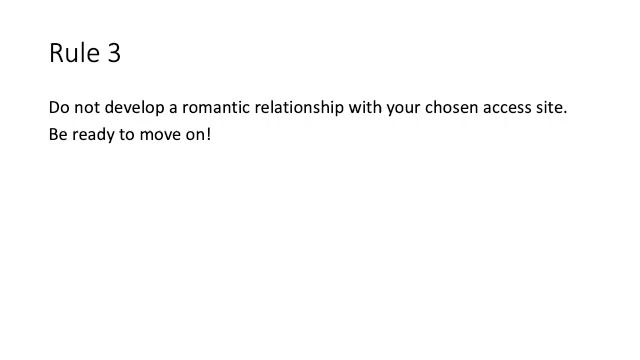 Rule 3
Do not develop a romantic relationship with your chosen access site.
Be ready to move on!